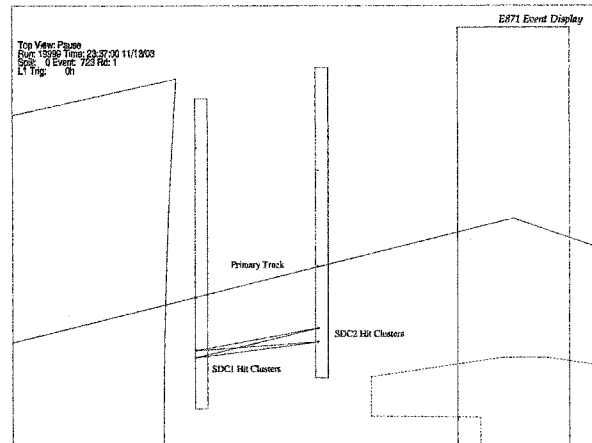 E871 Event Display
Top View: Pause
Run: 19999 Time: 23:37:00 11/13/03
Spill: 0 Event: 723 Rd: 1
L1 Trig: 0h
Primary Track
SDC2 Hit Clusters
SDC1 Hit Clusters